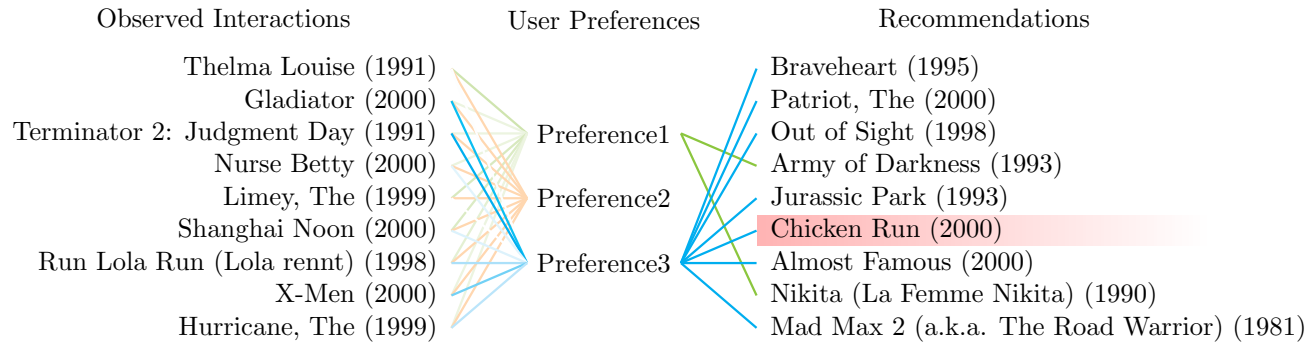 Observed Interactions
User Preferences
Recommendations
Thelma Louise (1991)
Gladiator (2000)
Terminator 2: Judgment Day (1991)
Nurse Betty (2000)
Limey, The (1999)
Shanghai Noon (2000)
Run Lola Run (Lola rennt) (1998)
X-Men (2000)
Hurricane, The (1999)
Preference1
Preference2
Preference3
Braveheart (1995)
Patriot, The (2000)
Out of Sight (1998)
Army of Darkness (1993)
Jurassic Park (1993)
Chicken Run (2000)
Almost Famous (2000)
Nikita (La Femme Nikita) (1990)
Mad Max 2 (a.k.a. The Road Warrior) (1981)